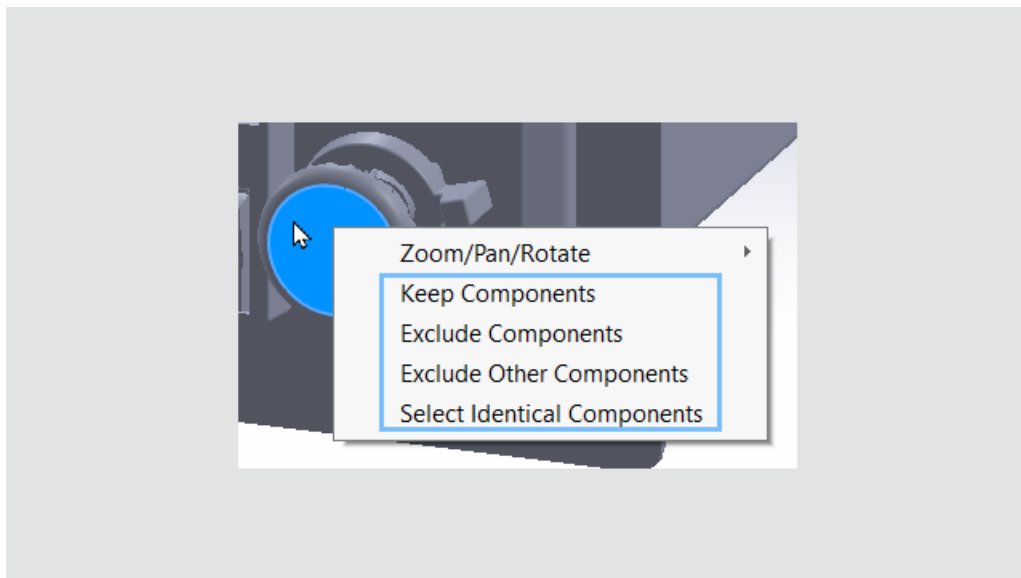 Zoom/Pan/Rotate
Keep Components
Exclude Components
Exclude Other Components
Select Identical Components